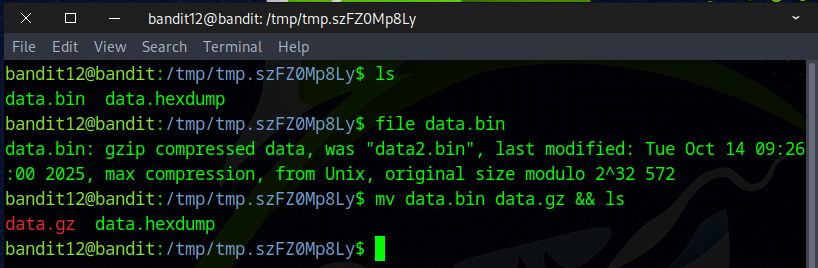 bandit12@bandit: /tmp/tmp.szFZ0Mp8Ly
File Edit View Search Terminal Help
bandit12@bandit:/tmp/tmp.szFZ0Mp8Ly$ ls
data.bin  data.hexdump
bandit12@bandit:/tmp/tmp.szFZ0Mp8Ly$ file data.bin
data.bin: gzip compressed data, was "data2.bin", last modified: Tue Oct 14 09:26
:00 2025, max compression, from Unix, original size modulo 2^32 572
bandit12@bandit:/tmp/tmp.szFZ0Mp8Ly$ mv data.bin data.gz && ls
data.gz  data.hexdump
bandit12@bandit:/tmp/tmp.szFZ0Mp8Ly$